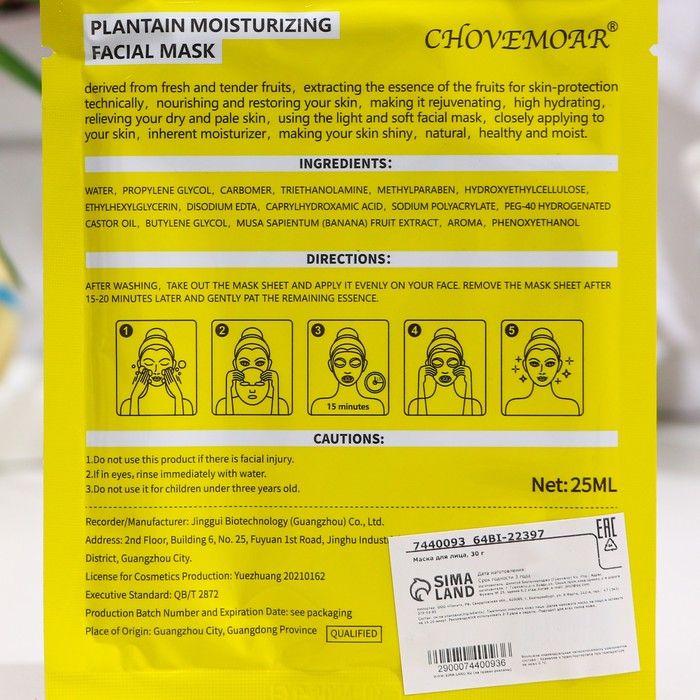 PLANTAIN MOISTURIZING
FACIAL MASK
CHOVEMOAR®
derived from fresh and tender fruits, extracting the essence of the fruits for skin-protection
technically, nourishing and restoring your skin, making it rejuvenating, high hydrating,
relieving your dry and pale skin, using the light and soft facial mask, closely applying to
your skin, inherent moisturizer, making your skin shiny, natural, healthy and moist.
INGREDIENTS:
WATER, PROPYLENE GLYCOL, CARBOMER, TRIETHANOLAMINE, METHYLPARABEN, HYDROXYETHYLCELLULOSE,
ETHYLHEXYLGLYCERIN, DISODIUM EDTA, CAPRYLHYDROXAMIC ACID, SODIUM POLYACRYLATE, PEG-40 HYDROGENATED
CASTOR OIL, BUTYLENE GLYCOL, MUSA SAPIENTUM (BANANA) FRUIT EXTRACT, AROMA, PHENOXYETHANOL
DIRECTIONS:
AFTER WASHING, TAKE OUT THE MASK SHEET AND APPLY IT EVENLY ON YOUR FACE. REMOVE THE MASK SHEET AFTER
15-20 MINUTES LATER AND GENTLY PAT THE REMAINING ESSENCE.
1 2 3 4 5
15 minutes
CAUTIONS:
1.Do not use this product if there is facial injury.
2.If in eyes, rinse immediately with water.
3.Do not use it for children under three years old.
Net:25ML
Recorder/Manufacturer: Jinggui Biotechnology (Guangzhou) Co., Ltd.
Address: 2nd Floor, Building 6, No. 25, Fuyuan 1st Road, Jinghu Indust
District, Guangzhou City.
License for Cosmetics Production: Yuezhuang 20210162
Executive Standard: QB/T 2872
Production Batch Number and Expiration Date: see packaging
Place of Origin: Guangzhou City, Guangdong Province
QUALIFIED
7440093 64BI-22397
Маска для лица, 30 г
EAC
SIMA
LAND
Дата изготовления
Срок годности 3 года
2900074400936